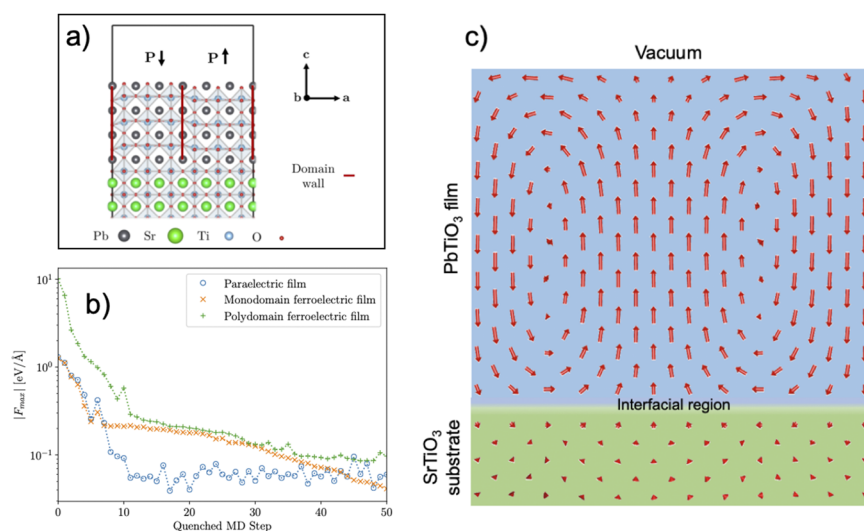 a)
P↓ P↑
c
b a
Domain
wall
Pb Sr Ti O
b)
|F_max| [eV/Å]
10¹
10⁰
10⁻¹
Paraelectric film
Monodomain ferroelectric film
Polydomain ferroelectric film
0 10 20 30 40 50
Quenched MD Step
c)
Vacuum
PbTiO₃ film
Interfacial region
SrTiO₃
substrate